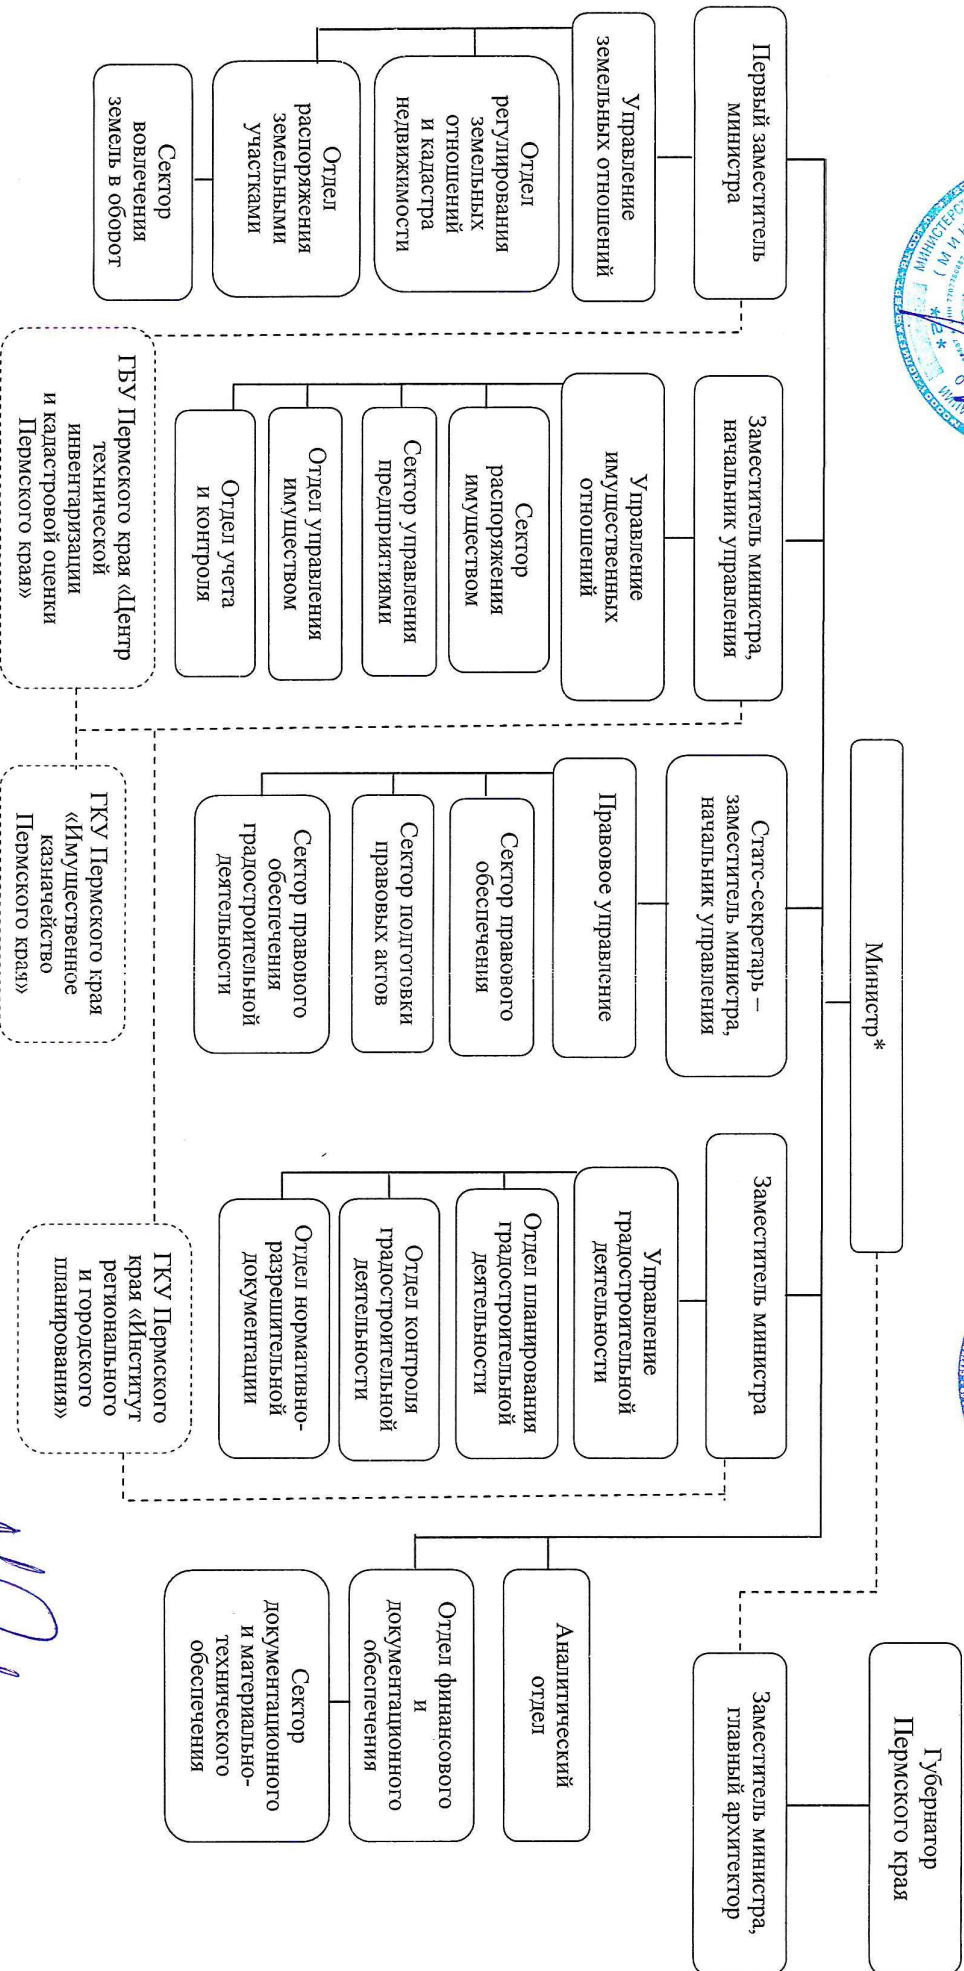 Губернатор
Пермского края
Министр*
Первый заместитель
министра
Заместитель министра,
начальник управления
Статс-секретарь –
заместитель министра,
начальник управления
Заместитель министра
Заместитель министра,
главный архитектор
Управление
земельных отношений
Отдел
регулирования
земельных
отношений
и кадастра
недвижимости
Отдел
распоряжения
земельными
участками
Сектор
вовлечения
земель в оборот
Управление
имущественных
отношений
Сектор
распоряжения
имуществом
Сектор управления
предприятиями
Отдел управления
имуществом
Отдел учета
и контроля
Правовое управление
Сектор правового
обеспечения
Сектор подготовки
правовых актов
Сектор правового
обеспечения
градостроительной
деятельности
Управление
градостроительной
деятельности
Отдел планирования
градостроительной
деятельности
Отдел контроля
градостроительной
деятельности
Отдел нормативно-
разрешительной
документации
Аналитический
отдел
Отдел финансового
и
документационного
обеспечения
Сектор
документационного
и материально-
технического
обеспечения
ГБУ Пермского края «Центр
технической
инвентаризации
и кадастровой оценки
Пермского края»
ГКУ Пермского края
«Имущественное
казначейство
Пермского края»
ГКУ Пермского
края «Институт
регионального
и городского
планирования»
*2*